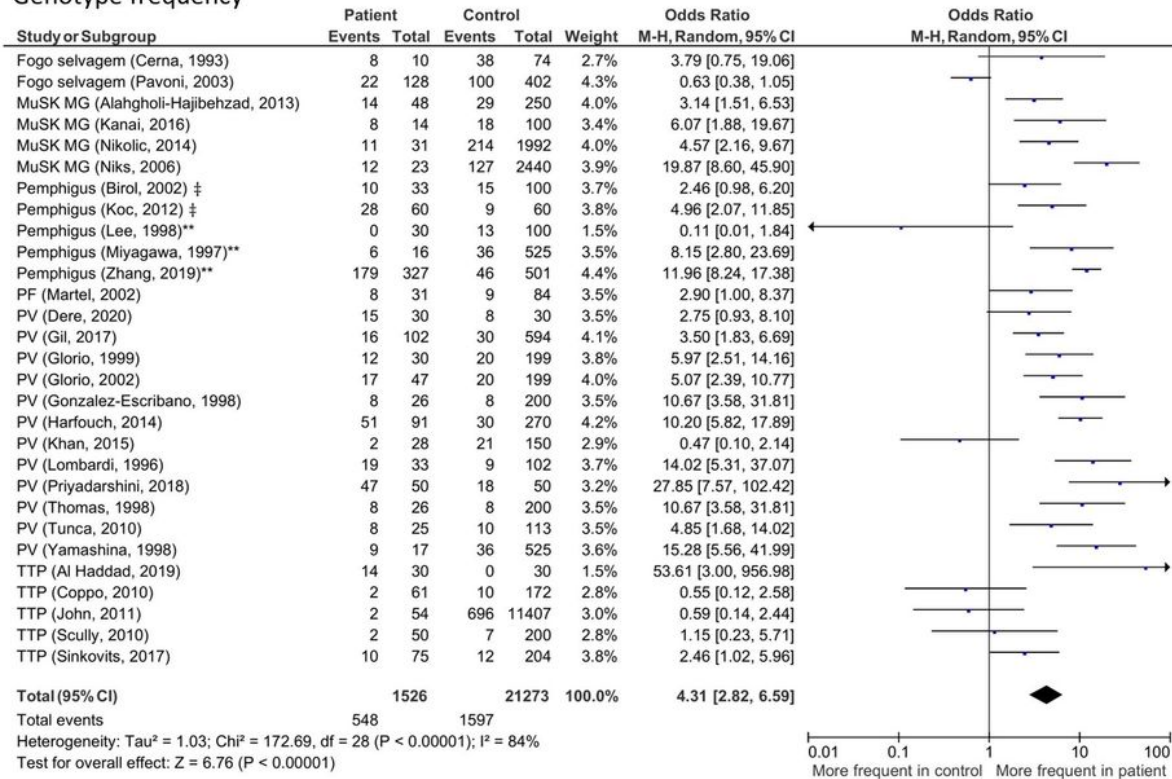 Genotype frequency
Patient Control Odds Ratio Odds Ratio
Study or Subgroup Events Total Events Total Weight M-H, Random, 95% CI M-H, Random, 95% CI
Fogo selvagem (Cerna, 1993) 8 10 38 74 2.7% 3.79 [0.75, 19.06]
Fogo selvagem (Pavoni, 2003) 22 128 100 402 4.3% 0.63 [0.38, 1.05]
MuSK MG (Alahgholi-Hajibehzad, 2013) 14 48 29 250 4.0% 3.14 [1.51, 6.53]
MuSK MG (Kanai, 2016) 8 14 18 100 3.4% 6.07 [1.88, 19.67]
MuSK MG (Nikolic, 2014) 11 31 214 1992 4.0% 4.57 [2.16, 9.67]
MuSK MG (Niks, 2006) 12 23 127 2440 3.9% 19.87 [8.60, 45.90]
Pemphigus (Birol, 2002) ‡ 10 33 15 100 3.7% 2.46 [0.98, 6.20]
Pemphigus (Koc, 2012) ‡ 28 60 9 60 3.8% 4.96 [2.07, 11.85]
Pemphigus (Lee, 1998)** 0 30 13 100 1.5% 0.11 [0.01, 1.84]
Pemphigus (Miyagawa, 1997)** 6 16 36 525 3.5% 8.15 [2.80, 23.69]
Pemphigus (Zhang, 2019)** 179 327 46 501 4.4% 11.96 [8.24, 17.38]
PF (Martel, 2002) 8 31 9 84 3.5% 2.90 [1.00, 8.37]
PV (Dere, 2020) 15 30 8 30 3.5% 2.75 [0.93, 8.10]
PV (Gil, 2017) 16 102 30 594 4.1% 3.50 [1.83, 6.69]
PV (Glorio, 1999) 12 30 20 199 3.8% 5.97 [2.51, 14.16]
PV (Glorio, 2002) 17 47 20 199 4.0% 5.07 [2.39, 10.77]
PV (Gonzalez-Escribano, 1998) 8 26 8 200 3.5% 10.67 [3.58, 31.81]
PV (Harfouch, 2014) 51 91 30 270 4.2% 10.20 [5.82, 17.89]
PV (Khan, 2015) 2 28 21 150 2.9% 0.47 [0.10, 2.14]
PV (Lombardi, 1996) 19 33 9 102 3.7% 14.02 [5.31, 37.07]
PV (Priyadarshini, 2018) 47 50 18 50 3.2% 27.85 [7.57, 102.42]
PV (Thomas, 1998) 8 26 8 200 3.5% 10.67 [3.58, 31.81]
PV (Tunca, 2010) 8 25 10 113 3.5% 4.85 [1.68, 14.02]
PV (Yamashina, 1998) 9 17 36 525 3.6% 15.28 [5.56, 41.99]
TTP (Al Haddad, 2019) 14 30 0 30 1.5% 53.61 [3.00, 956.98]
TTP (Coppo, 2010) 2 61 10 172 2.8% 0.55 [0.12, 2.58]
TTP (John, 2011) 2 54 696 11407 3.0% 0.59 [0.14, 2.44]
TTP (Scully, 2010) 2 50 7 200 2.8% 1.15 [0.23, 5.71]
TTP (Sinkovits, 2017) 10 75 12 204 3.8% 2.46 [1.02, 5.96]
Total (95% CI) 1526 21273 100.0% 4.31 [2.82, 6.59]
Total events 548 1597
Heterogeneity: Tau² = 1.03; Chi² = 172.69, df = 28 (P < 0.00001); I² = 84%
Test for overall effect: Z = 6.76 (P < 0.00001)
0.01 0.1 1 10 100
More frequent in control More frequent in patient